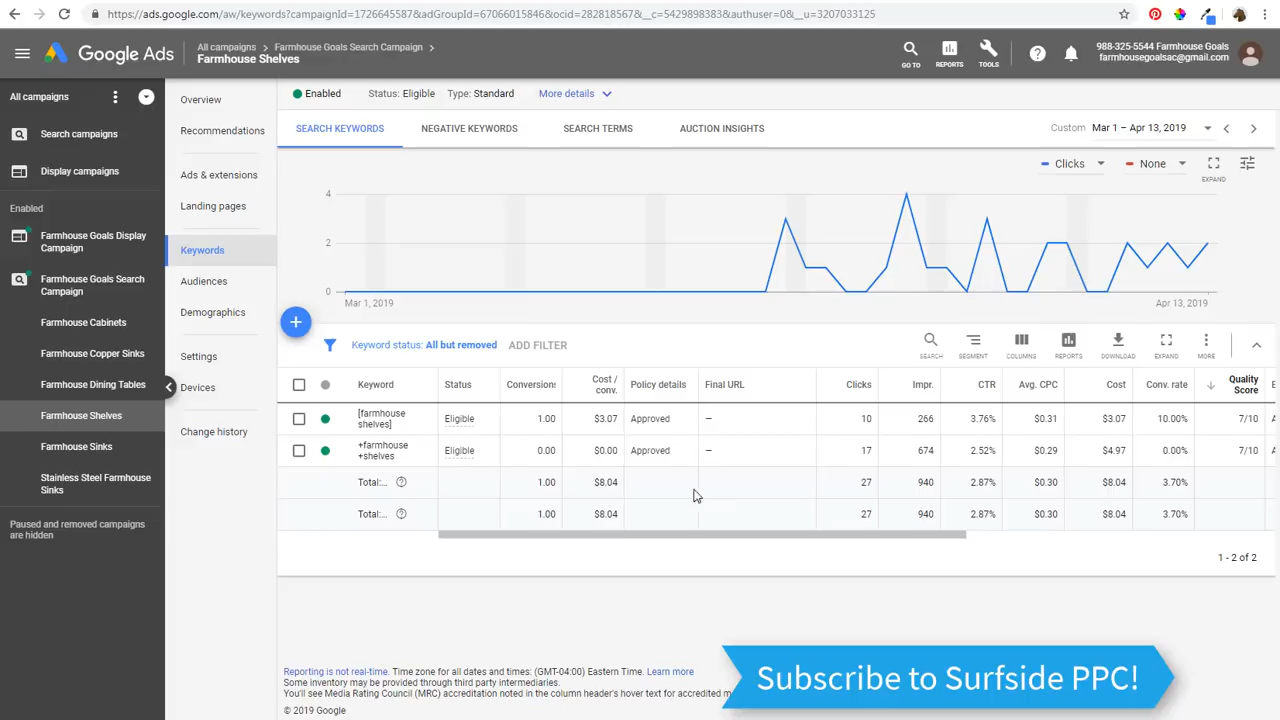 https://ads.google.com/aw/keywords?campaignId=1726645587&adGroupId=67066015846&ocid=282818567&__c=5429898383&authuser=0&__u=3207033125
Google Ads
All campaigns > Farmhouse Goals Search Campaign >
Farmhouse Shelves
GO TO
REPORTS
TOOLS
988-325-5544 Farmhouse Goals
farmhousegoalsac@gmail.com
All campaigns
Search campaigns
Display campaigns
Enabled
Farmhouse Goals Display
Campaign
Farmhouse Goals Search
Campaign
Farmhouse Cabinets
Farmhouse Copper Sinks
Farmhouse Dining Tables
Farmhouse Shelves
Farmhouse Sinks
Stainless Steel Farmhouse
Sinks
Paused and removed campaigns
are hidden
Overview
Recommendations
Ads & extensions
Landing pages
Keywords
Audiences
Demographics
Settings
Devices
Change history
Enabled Status: Eligible Type: Standard More details
SEARCH KEYWORDS NEGATIVE KEYWORDS SEARCH TERMS AUCTION INSIGHTS
Custom Mar 1 – Apr 13, 2019
Clicks None
EXPAND
4
2
0
Mar 1, 2019 Apr 13, 2019
Keyword status: All but removed ADD FILTER
SEARCH SEGMENT COLUMNS REPORTS DOWNLOAD EXPAND MORE
Keyword Status Conversions Cost / conv. Policy details Final URL Clicks Impr. CTR Avg. CPC Cost Conv. rate Quality Score
[farmhouse shelves] Eligible 1.00 $3.07 Approved – 10 266 3.76% $0.31 $3.07 10.00% 7/10
+farmhouse +shelves Eligible 0.00 $0.00 Approved – 17 674 2.52% $0.29 $4.97 0.00% 7/10
Total:... 1.00 $8.04 27 940 2.87% $0.30 $8.04 3.70%
Total:... 1.00 $8.04 27 940 2.87% $0.30 $8.04 3.70%
1 - 2 of 2
Reporting is not real-time. Time zone for all dates and times: (GMT-04:00) Eastern Time. Learn more
Some inventory may be provided through third party intermediaries.
You'll see Media Rating Council (MRC) accreditation noted in the column header's hover text for accredited m
© 2019 Google
Subscribe to Surfside PPC!